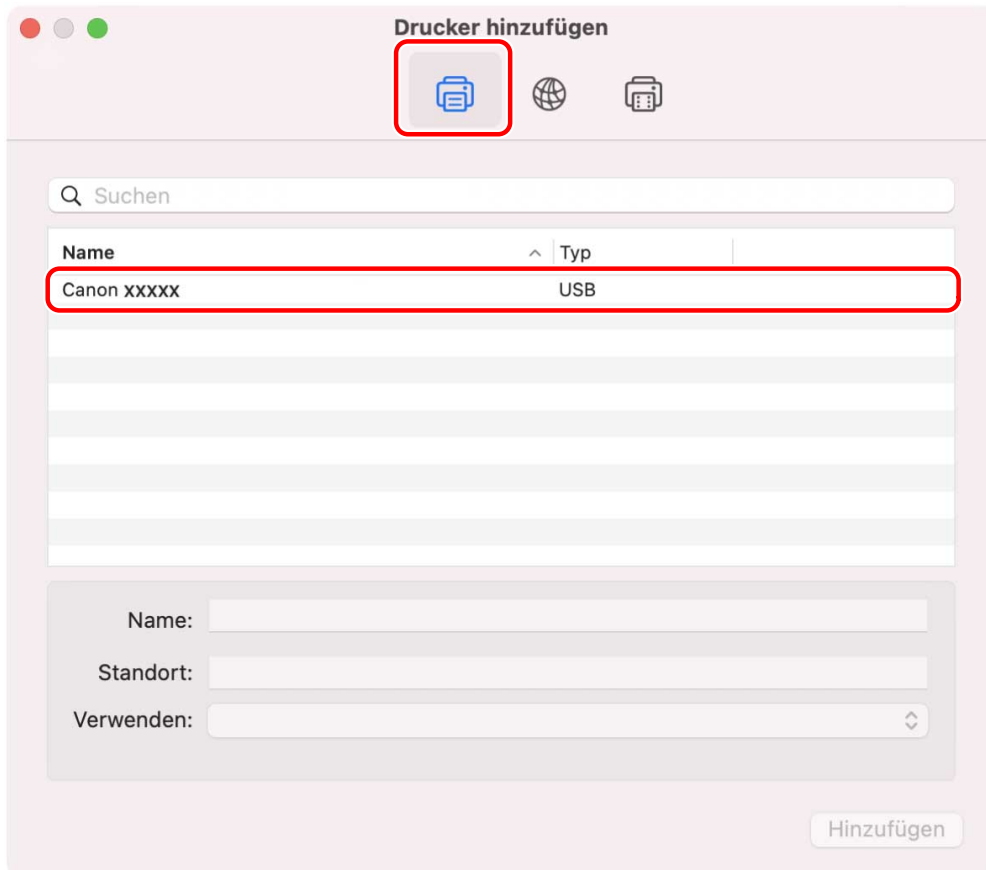 Drucker hinzufügen
Suchen
Name Typ
Canon xxxxx USB
Name:
Standort:
Verwenden:
Hinzufügen